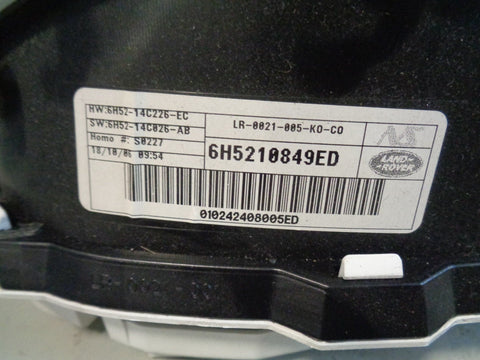 HW:6H52-14C226-EC
SW:6H52-14C026-AB
Homo #: S0227
18/10/06 09:54
LR-0021-005-KO-CO
6H5210849ED
LAND-
-ROVER
010242408005ED